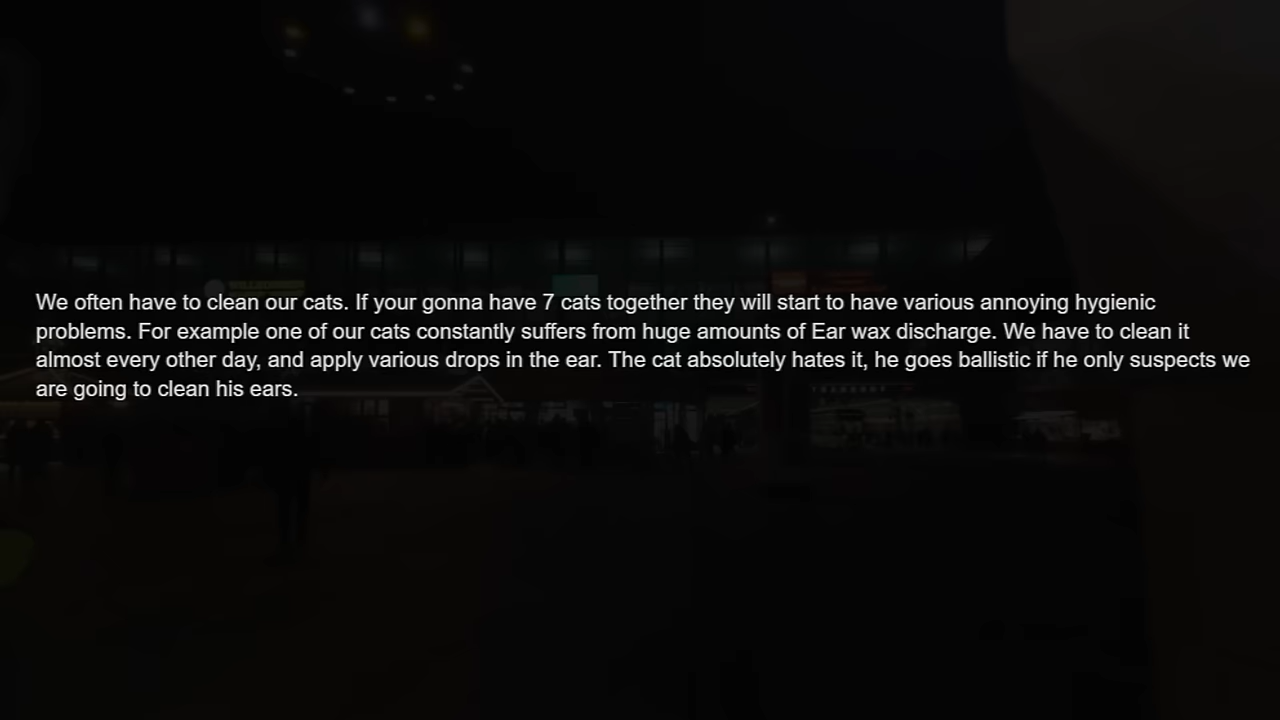 We often have to clean our cats. If your gonna have 7 cats together they will start to have various annoying hygienic
problems. For example one of our cats constantly suffers from huge amounts of Ear wax discharge. We have to clean it
almost every other day, and apply various drops in the ear. The cat absolutely hates it, he goes ballistic if he only suspects we
are going to clean his ears.